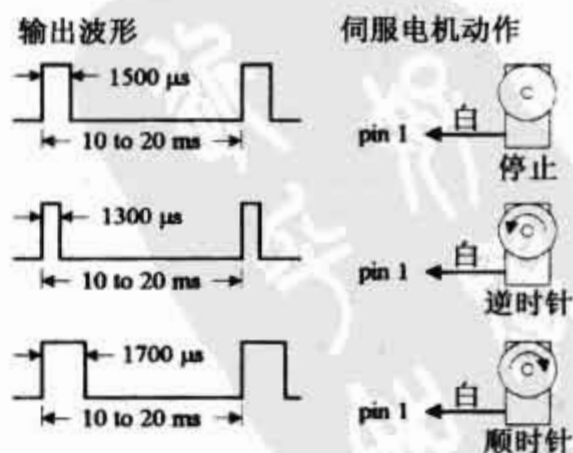 输出波形 伺服电机动作
1500 μs
10 to 20 ms
白
pin 1
停止
1300 μs
10 to 20 ms
白
pin 1
逆时针
1700 μs
10 to 20 ms
白
pin 1
顺时针